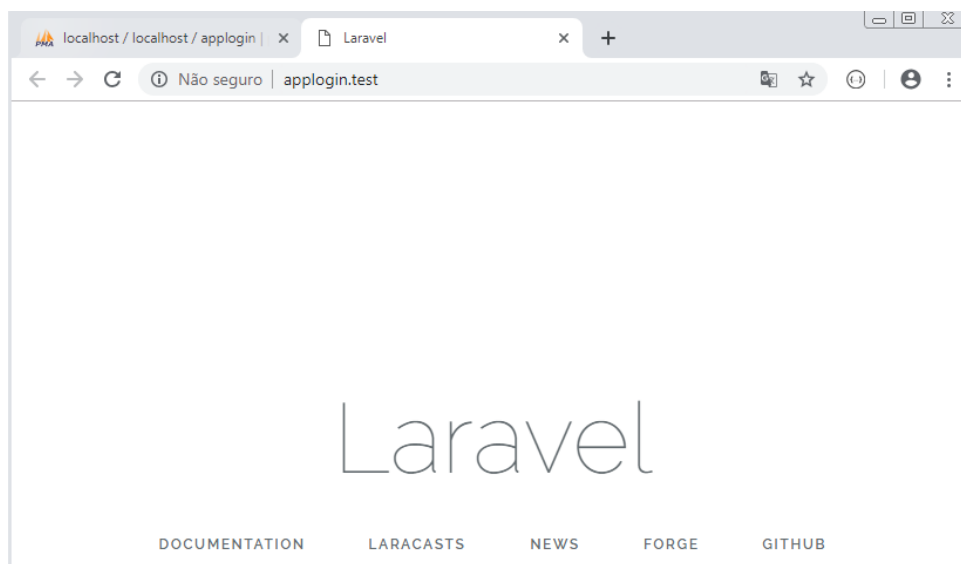 localhost / localhost / applogin |
Laravel
Não seguro | applogin.test
Laravel
DOCUMENTATION LARACASTS NEWS FORGE GITHUB